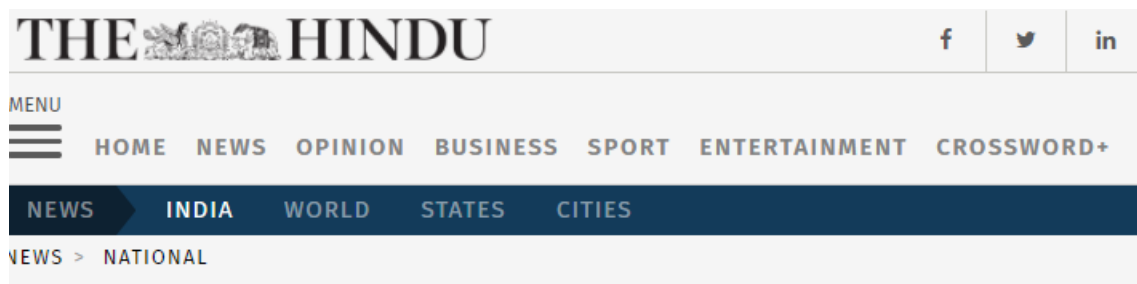 THE HINDU
f in
MENU
HOME NEWS OPINION BUSINESS SPORT ENTERTAINMENT CROSSWORD+
NEWS INDIA WORLD STATES CITIES
NEWS > NATIONAL